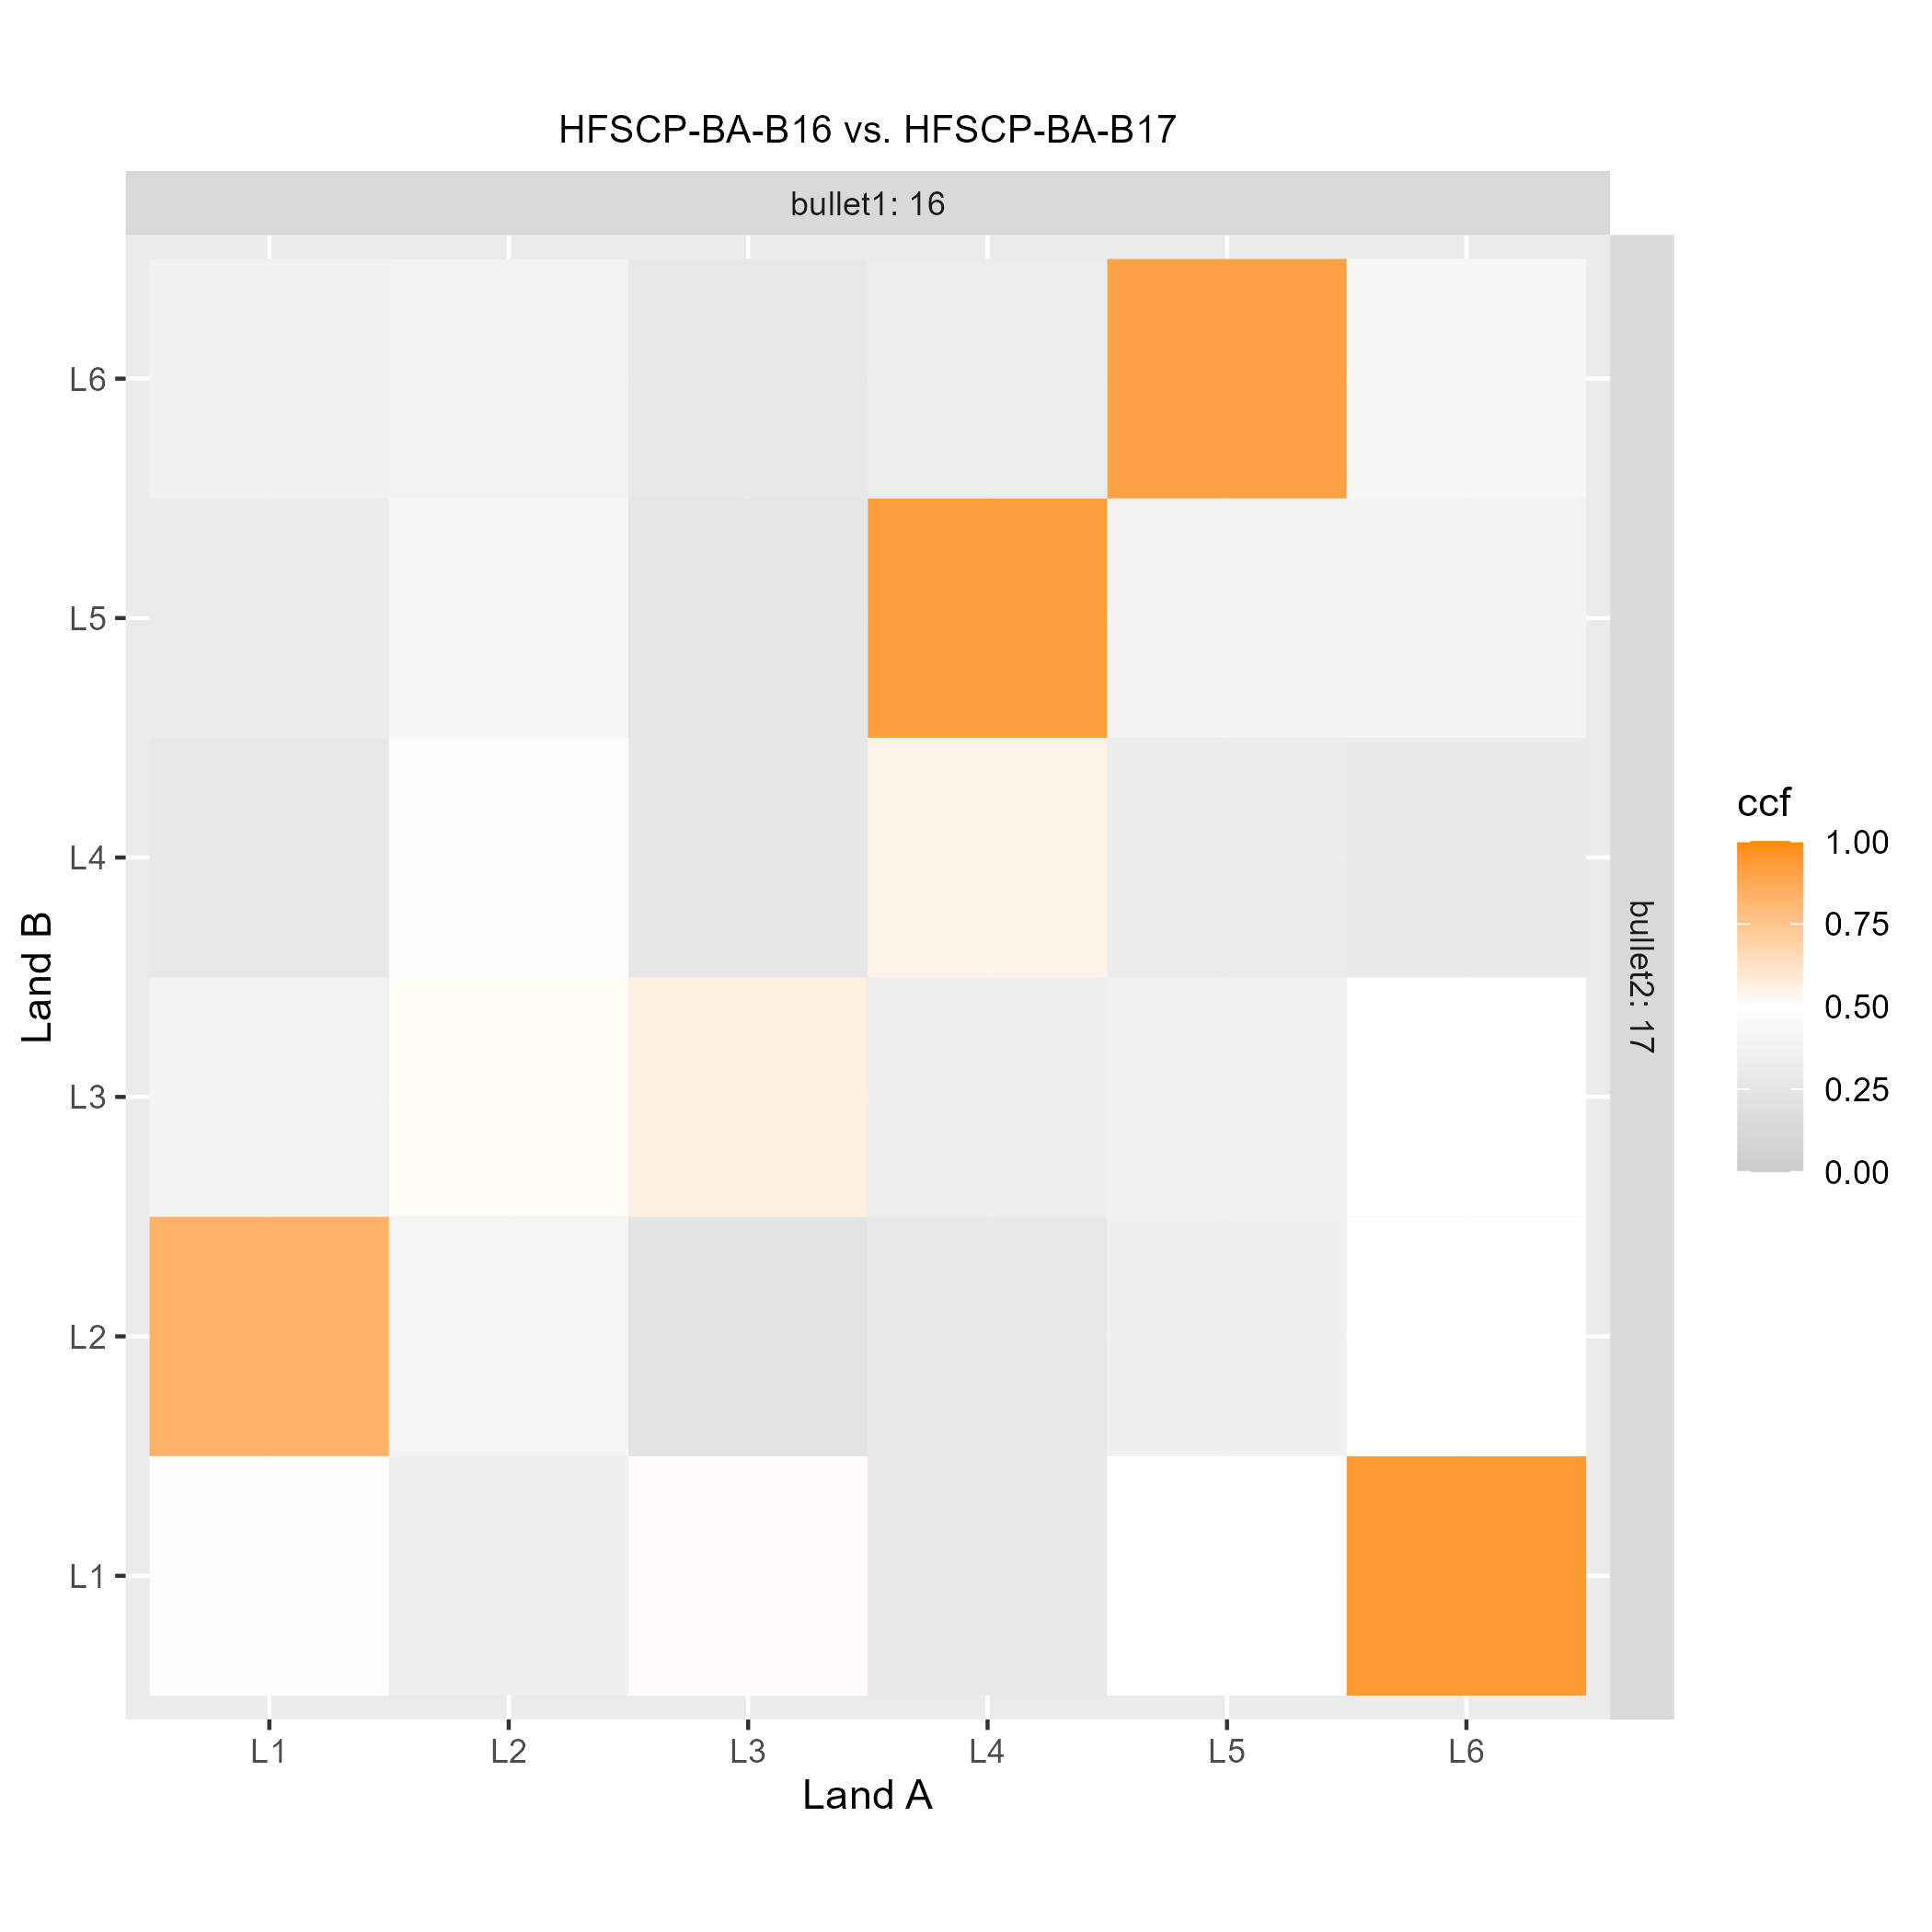 HFSCP-BA-B16 vs. HFSCP-BA-B17
bullet1: 16
L6
L5
L4
L3
L2
L1
Land B
L1 L2 L3 L4 L5 L6
Land A
bullet2: 17
ccf
1.00
0.75
0.50
0.25
0.00